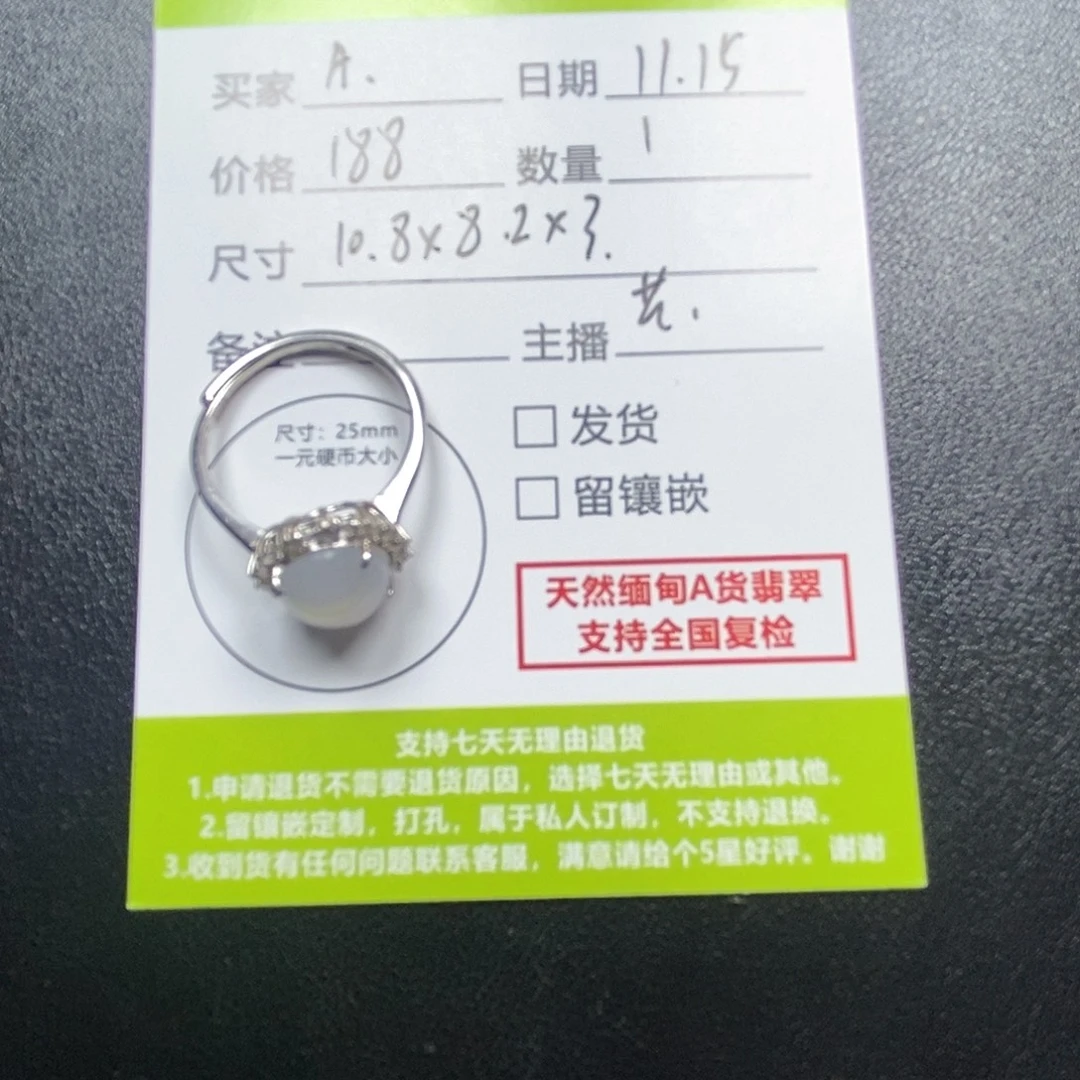 买家 A. 日期 11.15
价格 188 数量 1
尺寸 10.8x8.2x3.
备注 主播
尺寸：25mm
一元硬币大小
发货
留镶嵌
天然缅甸A货翡翠
支持全国复检
支持七天无理由退货
1.申请退货不需要退货原因，选择七天无理由或其他。
2.留镶嵌定制，打孔，属于私人订制，不支持退换。
3.收到货有任何问题联系客服，满意请给个5星好评。谢谢